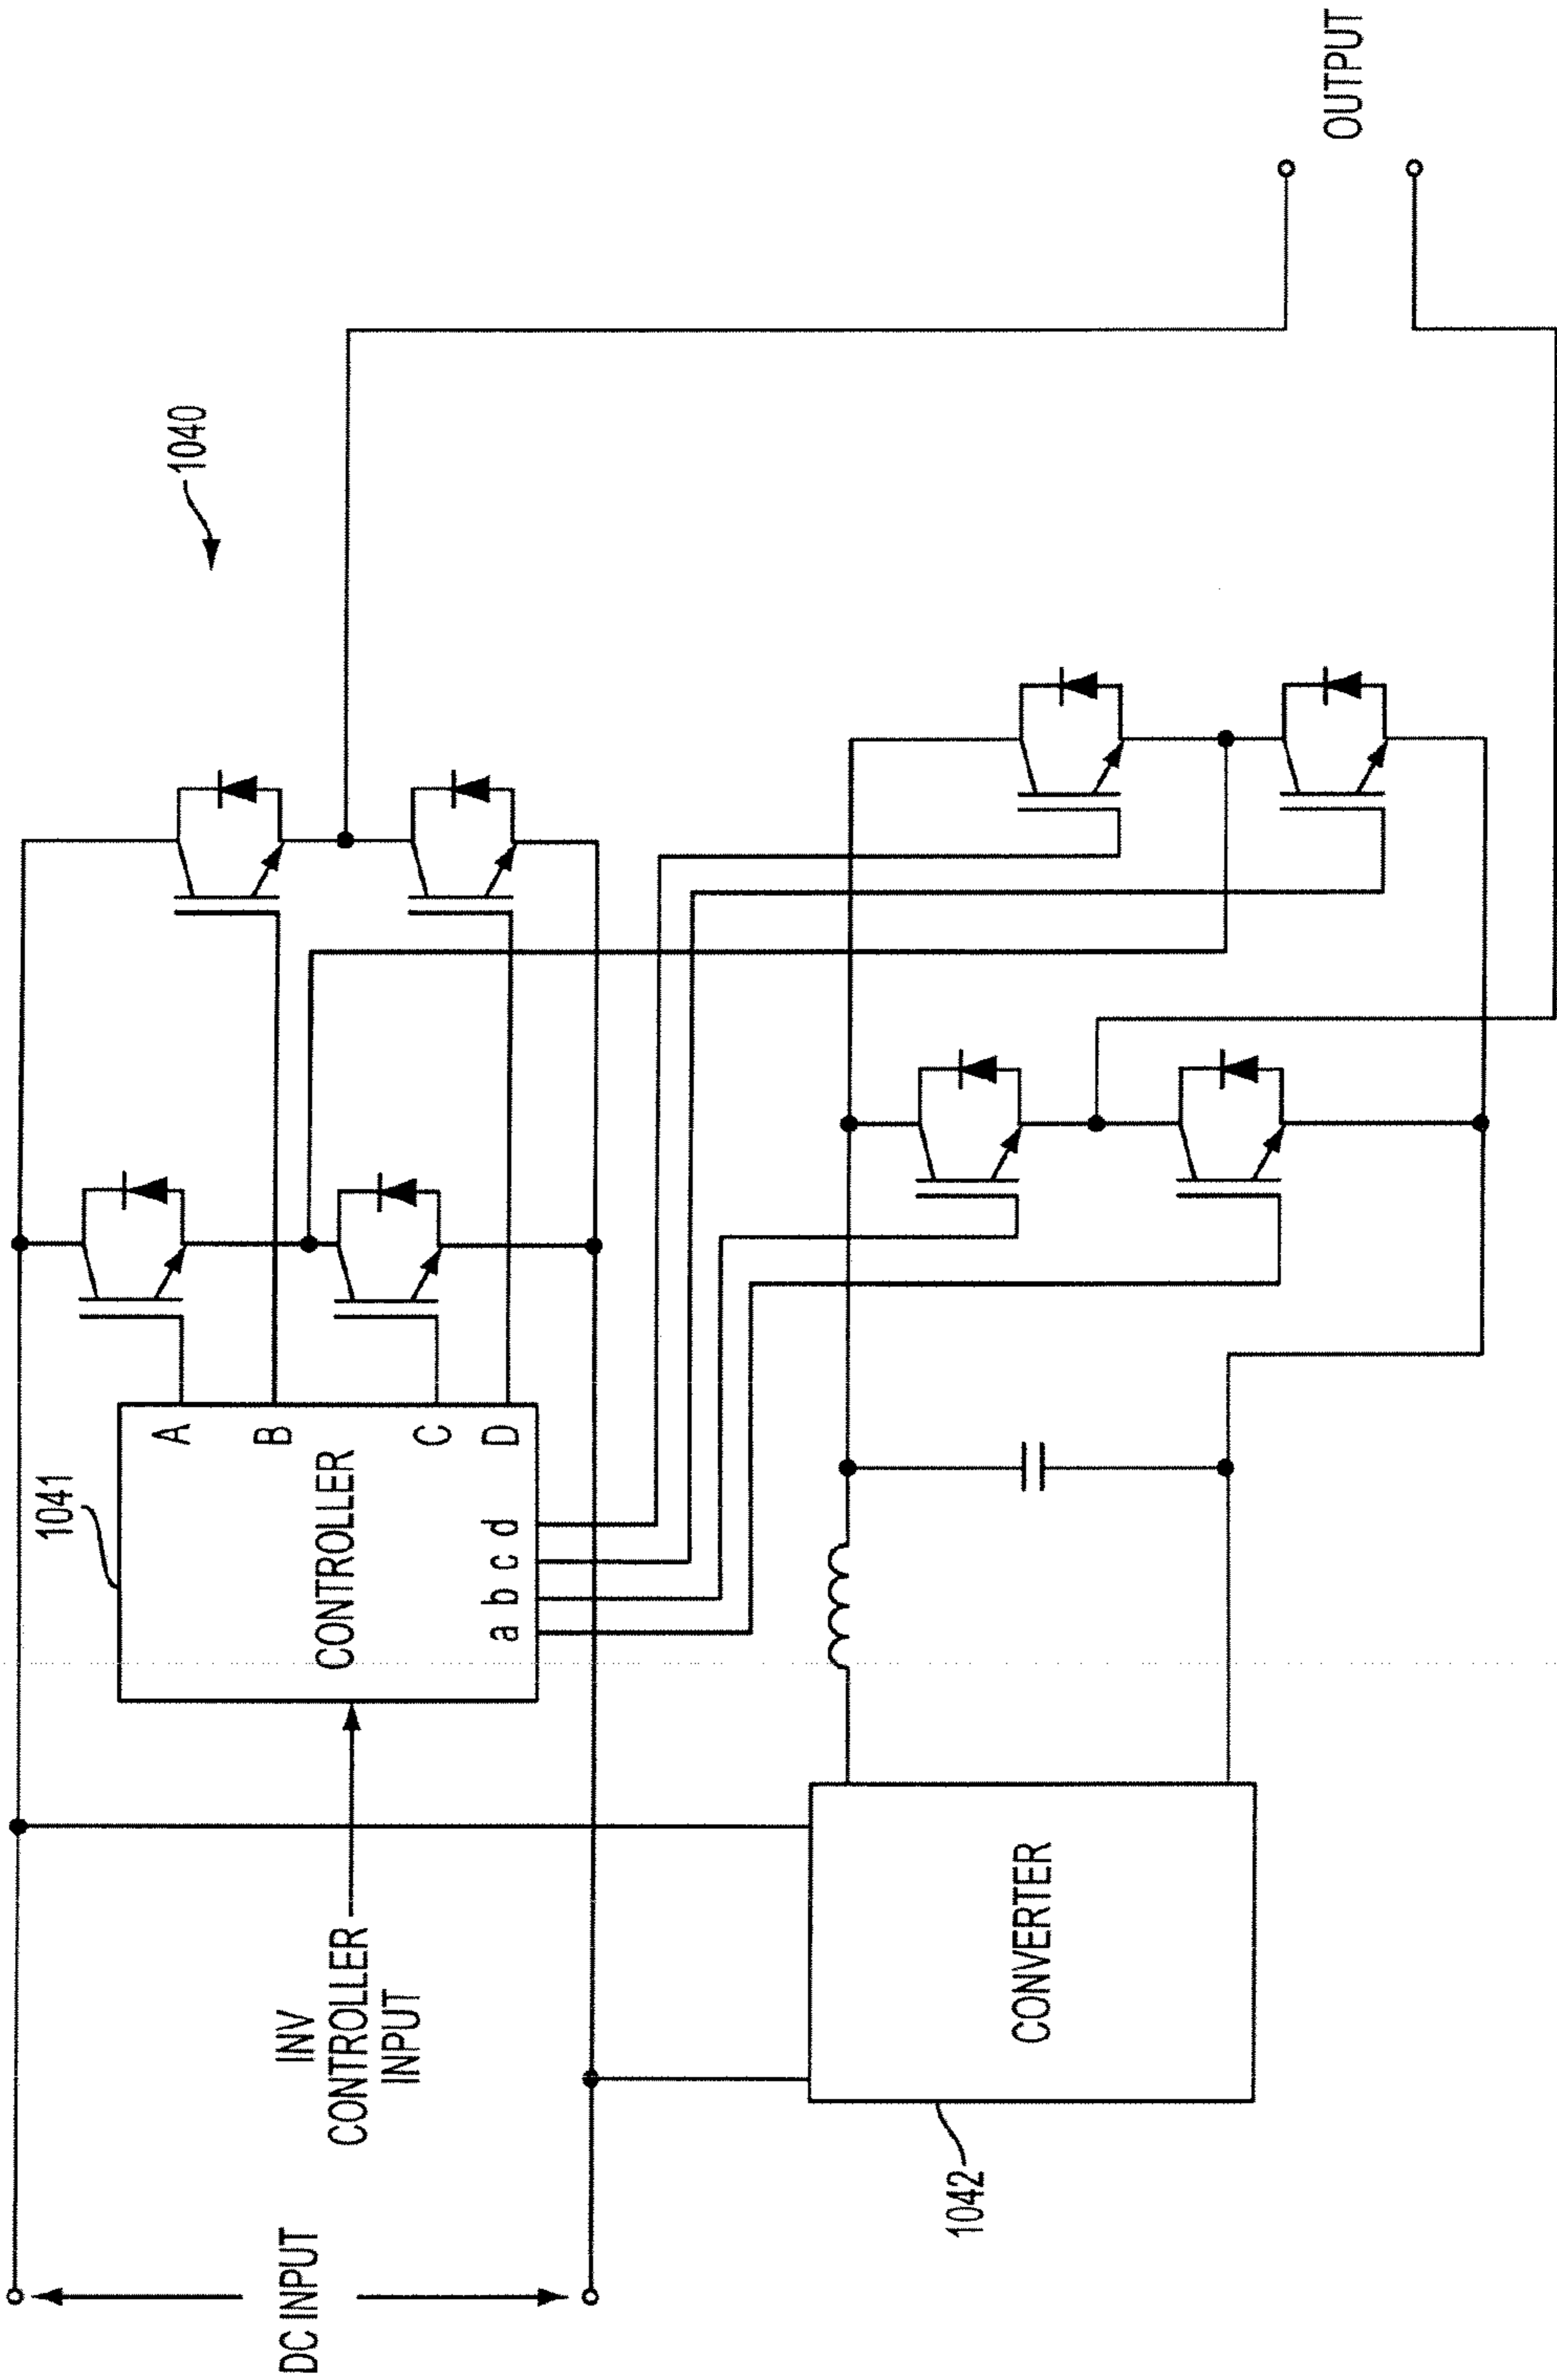 DC INPUT
INV
CONTROLLER
INPUT
1041
CONTROLLER
A
B
C
D
a b c d
1040
1042
CONVERTER
OUTPUT